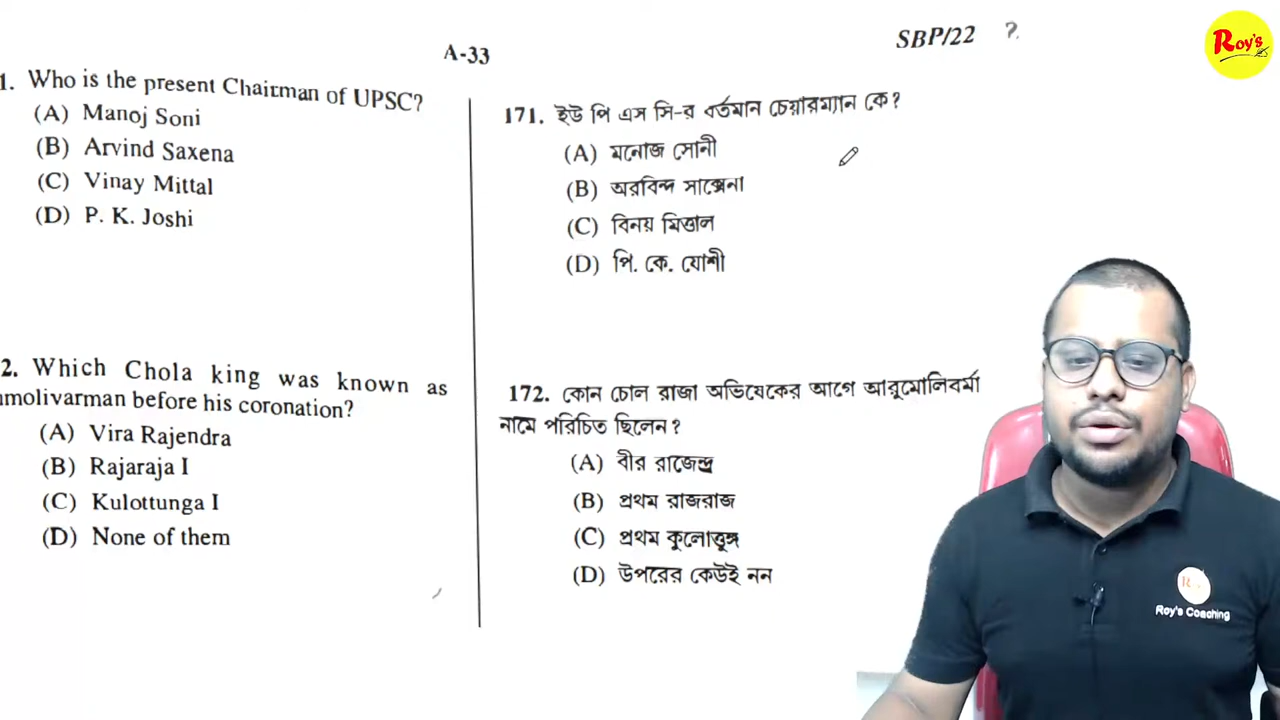 A-33
SBP/22
Roy's
1. Who is the present Chairman of UPSC?
(A) Manoj Soni
(B) Arvind Saxena
(C) Vinay Mittal
(D) P. K. Joshi
2. Which Chola king was known as
molivarman before his coronation?
(A) Vira Rajendra
(B) Rajaraja I
(C) Kulottunga I
(D) None of them
171. ইউ পি এস সি-র বর্তমান চেয়ারম্যান কে?
(A) মনোজ সোনী
(B) অরবিন্দ সাক্সেনা
(C) বিনয় মিত্তাল
(D) পি. কে. যোশী
172. কোন চোল রাজা অভিষেকের আগে আরুমোলিবর্মা
নামে পরিচিত ছিলেন?
(A) বীর রাজেন্দ্র
(B) প্রথম রাজরাজ
(C) প্রথম কুলোত্তুঙ্গ
(D) উপরের কেউই নন
Roy's Coaching